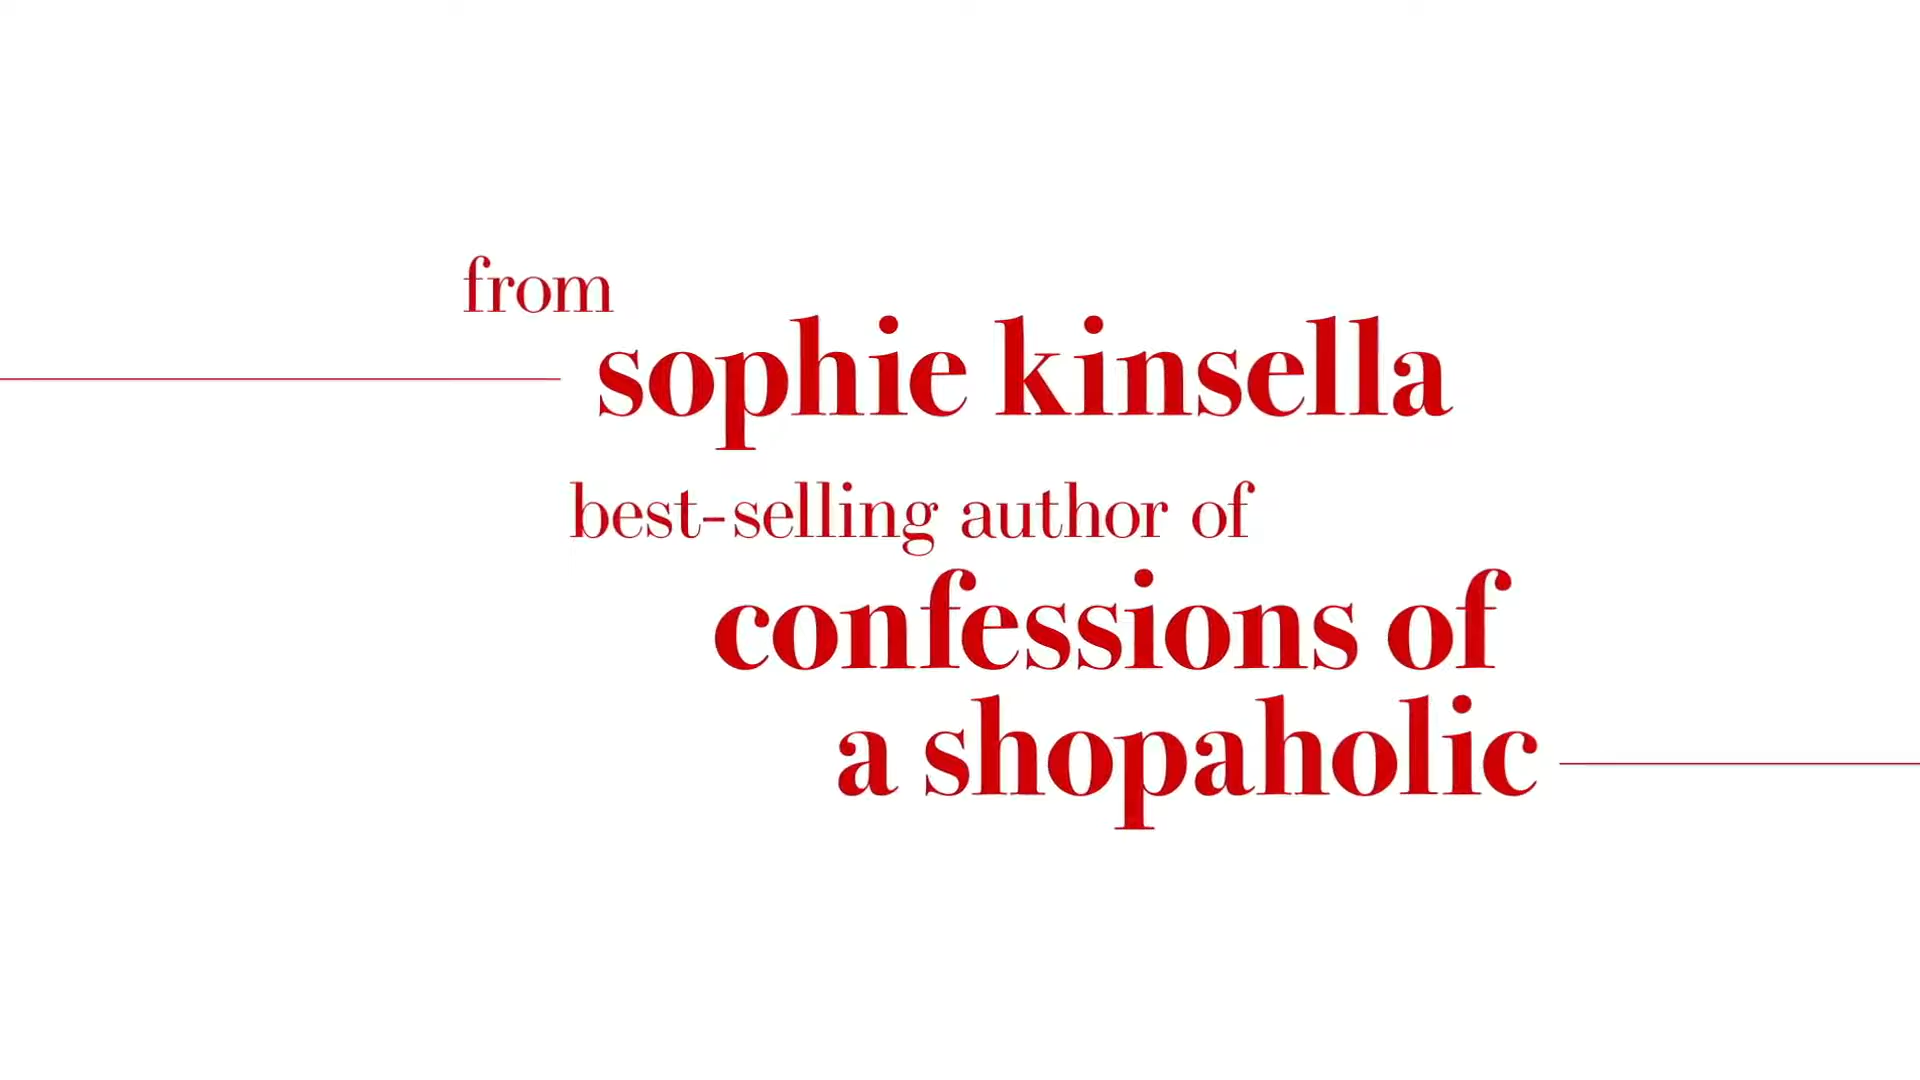 from
sophie kinsella
best-selling author of
confessions of
a shopaholic